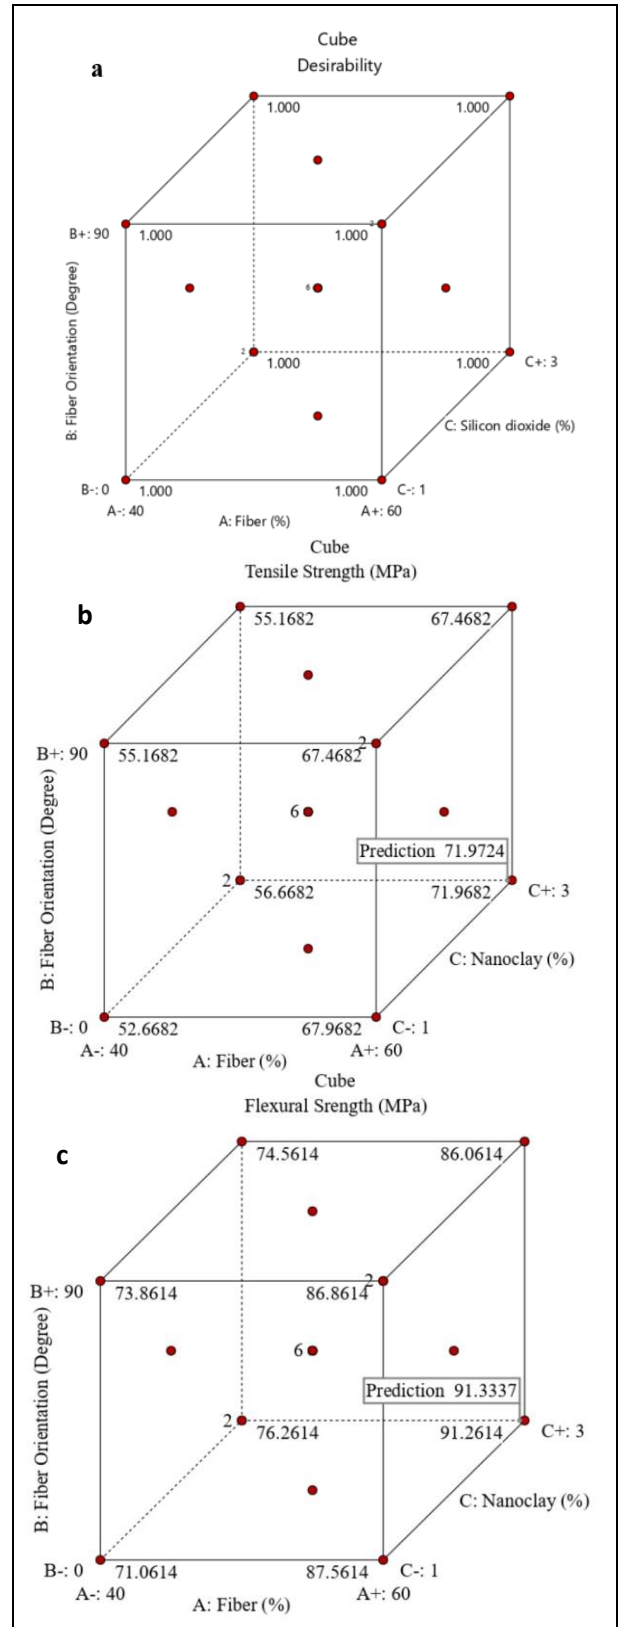 a
Cube
Desirability
1.000 1.000
B+: 90 1.000 1.000 2
6
2 1.000 1.000 C+: 3
B: Fiber Orientation (Degree)
C: Silicon dioxide (%)
B-: 0 1.000 1.000 C-: 1
A-: 40 A: Fiber (%) A+: 60
Cube
Tensile Strength (MPa)
b
55.1682 67.4682
B+: 90 55.1682 67.4682 2
6
Prediction 71.9724
2 56.6682 71.9682 C+: 3
B: Fiber Orientation (Degree)
C: Nanoclay (%)
B-: 0 52.6682 67.9682 C-: 1
A-: 40 A: Fiber (%) A+: 60
Cube
Flexural Srength (MPa)
c
74.5614 86.0614
B+: 90 73.8614 86.8614 2
6
Prediction 91.3337
2 76.2614 91.2614 C+: 3
B: Fiber Orientation (Degree)
C: Nanoclay (%)
B-: 0 71.0614 87.5614 C-: 1
A-: 40 A: Fiber (%) A+: 60